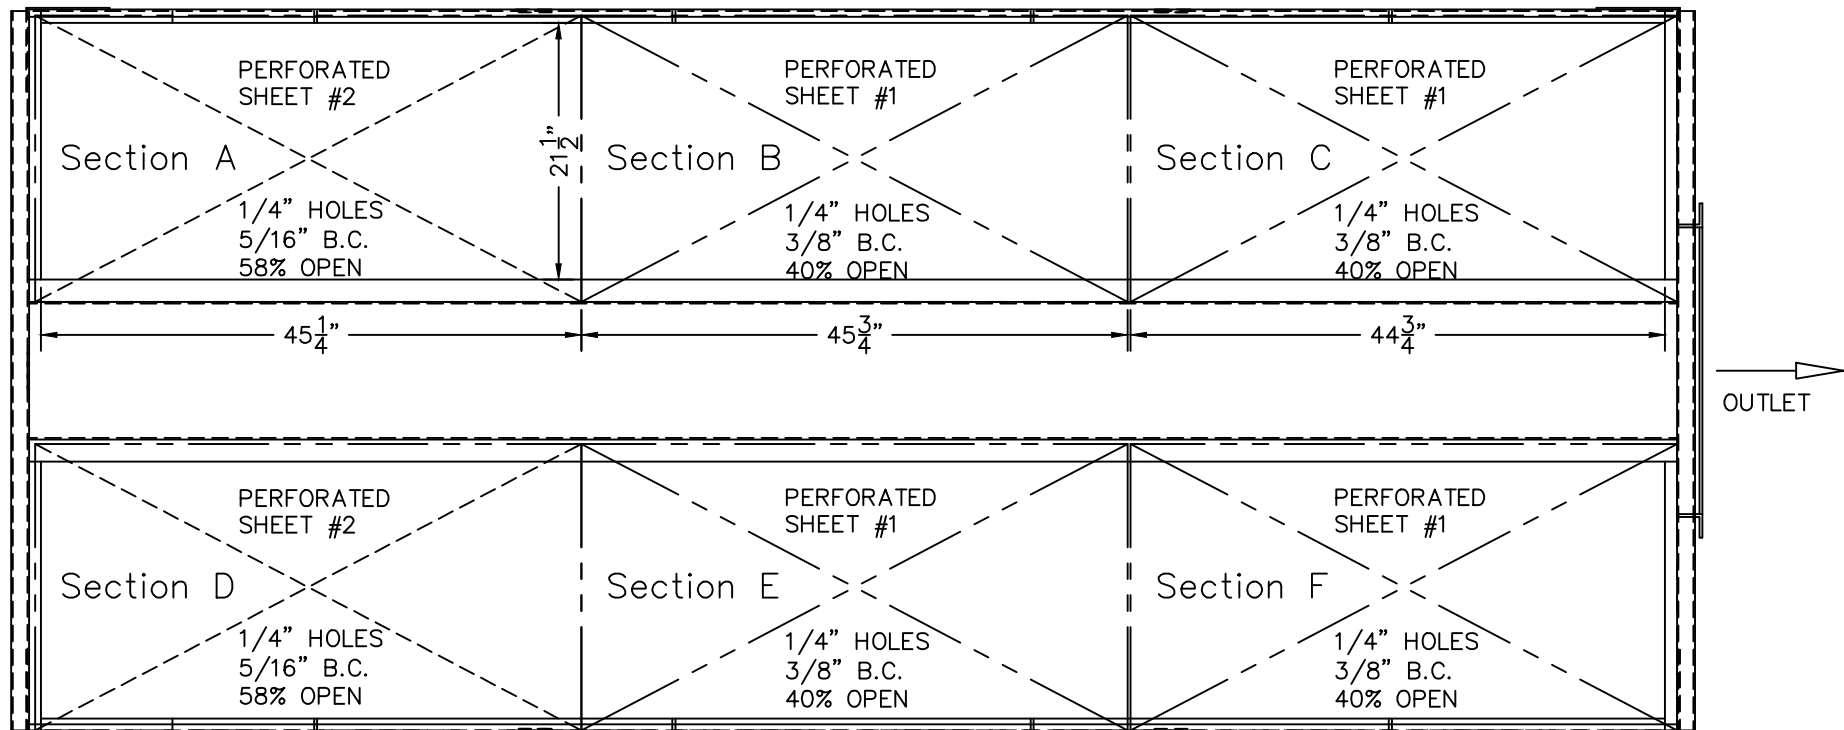 PERFORATED
SHEET #2
Section A
1/4" HOLES
5/16" B.C.
58% OPEN
21 1/2"
PERFORATED
SHEET #1
Section B
1/4" HOLES
3/8" B.C.
40% OPEN
PERFORATED
SHEET #1
Section C
1/4" HOLES
3/8" B.C.
40% OPEN
45 1/4"
45 3/4"
44 3/4"
OUTLET
PERFORATED
SHEET #2
Section D
1/4" HOLES
5/16" B.C.
58% OPEN
PERFORATED
SHEET #1
Section E
1/4" HOLES
3/8" B.C.
40% OPEN
PERFORATED
SHEET #1
Section F
1/4" HOLES
3/8" B.C.
40% OPEN